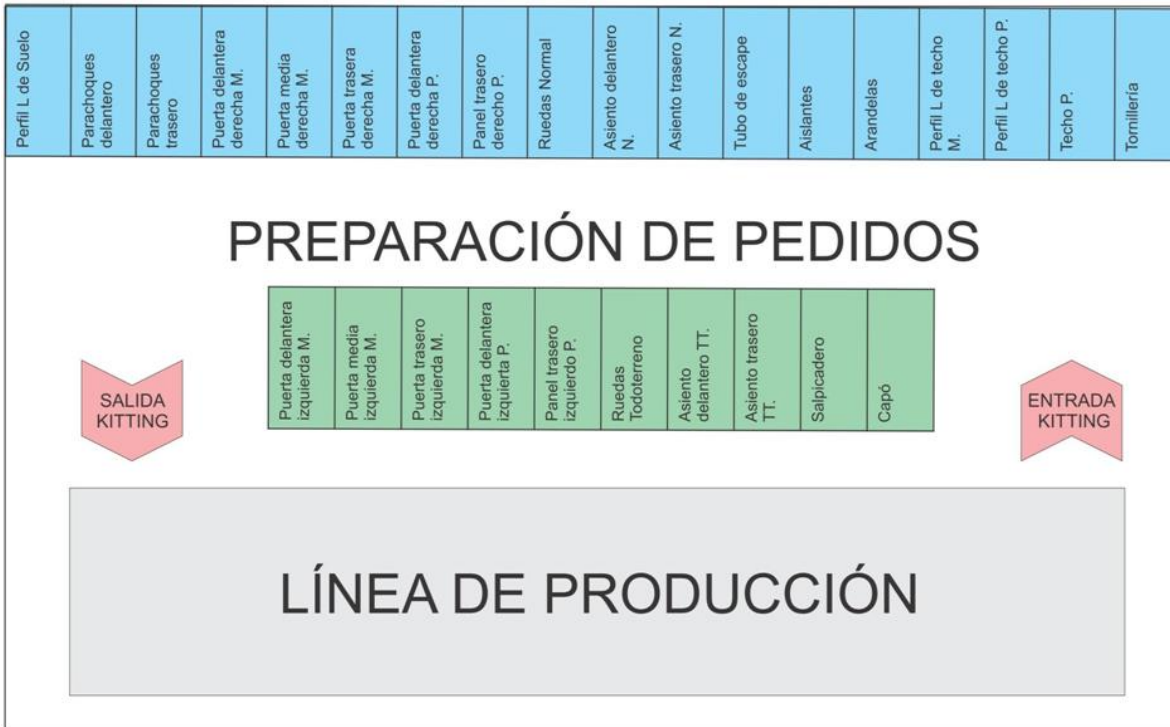 Perfil L de Suelo
Parachoques
delantero
Parachoques
trasero
Puerta delantera
derecha M.
Puerta media
derecha M.
Puerta trasera
derecha M.
Puerta delantera
derecha P.
Panel trasero
derecho P.
Ruedas Normal
Asiento delantero
N.
Asiento trasero N.
Tubo de escape
Aislantes
Arandelas
Perfil L de techo
M.
Perfil L de techo P.
Techo P.
Tornillería
PREPARACIÓN DE PEDIDOS
Puerta delantera
izquierda M.
Puerta media
izquierda M.
Puerta trasero
izquierda M.
Puerta delantera
izquierta P.
Panel trasero
izquierdo P.
Ruedas
Todoterreno
Asiento
delantero TT.
Asiento trasero
TT.
Salpicadero
Capó
SALIDA
KITTING
ENTRADA
KITTING
LÍNEA DE PRODUCCIÓN